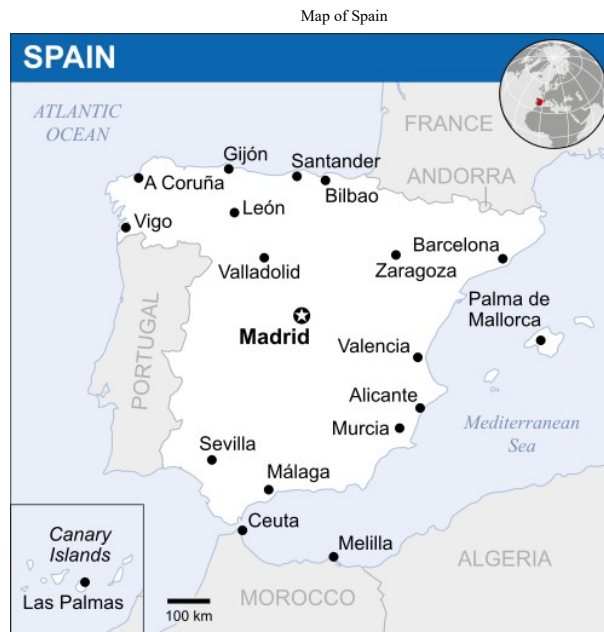 Map of Spain
SPAIN
ATLANTIC
OCEAN
FRANCE
Gijón
Santander
ANDORRA
A Coruña
Bilbao
León
Vigo
Barcelona
Valladolid
Zaragoza
Palma de
Mallorca
Madrid
PORTUGAL
Valencia
Alicante
Murcia
Mediterranean
Sea
Sevilla
Málaga
Ceuta
Canary
Islands
Melilla
ALGERIA
Las Palmas
100 km
MOROCCO